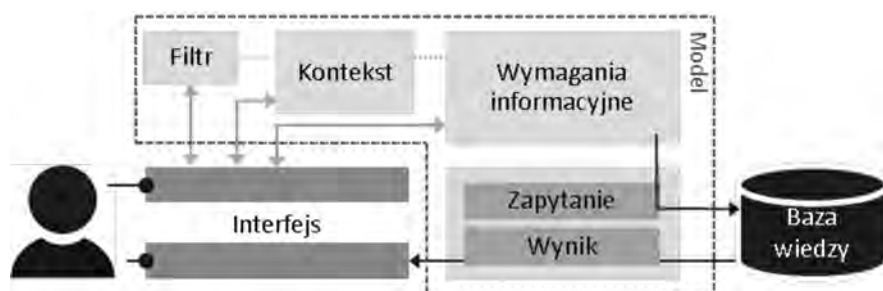 Filtr
Kontekst
Wymagania
informacyjne
Model
Interfejs
Zapytanie
Wynik
Baza
wiedzy